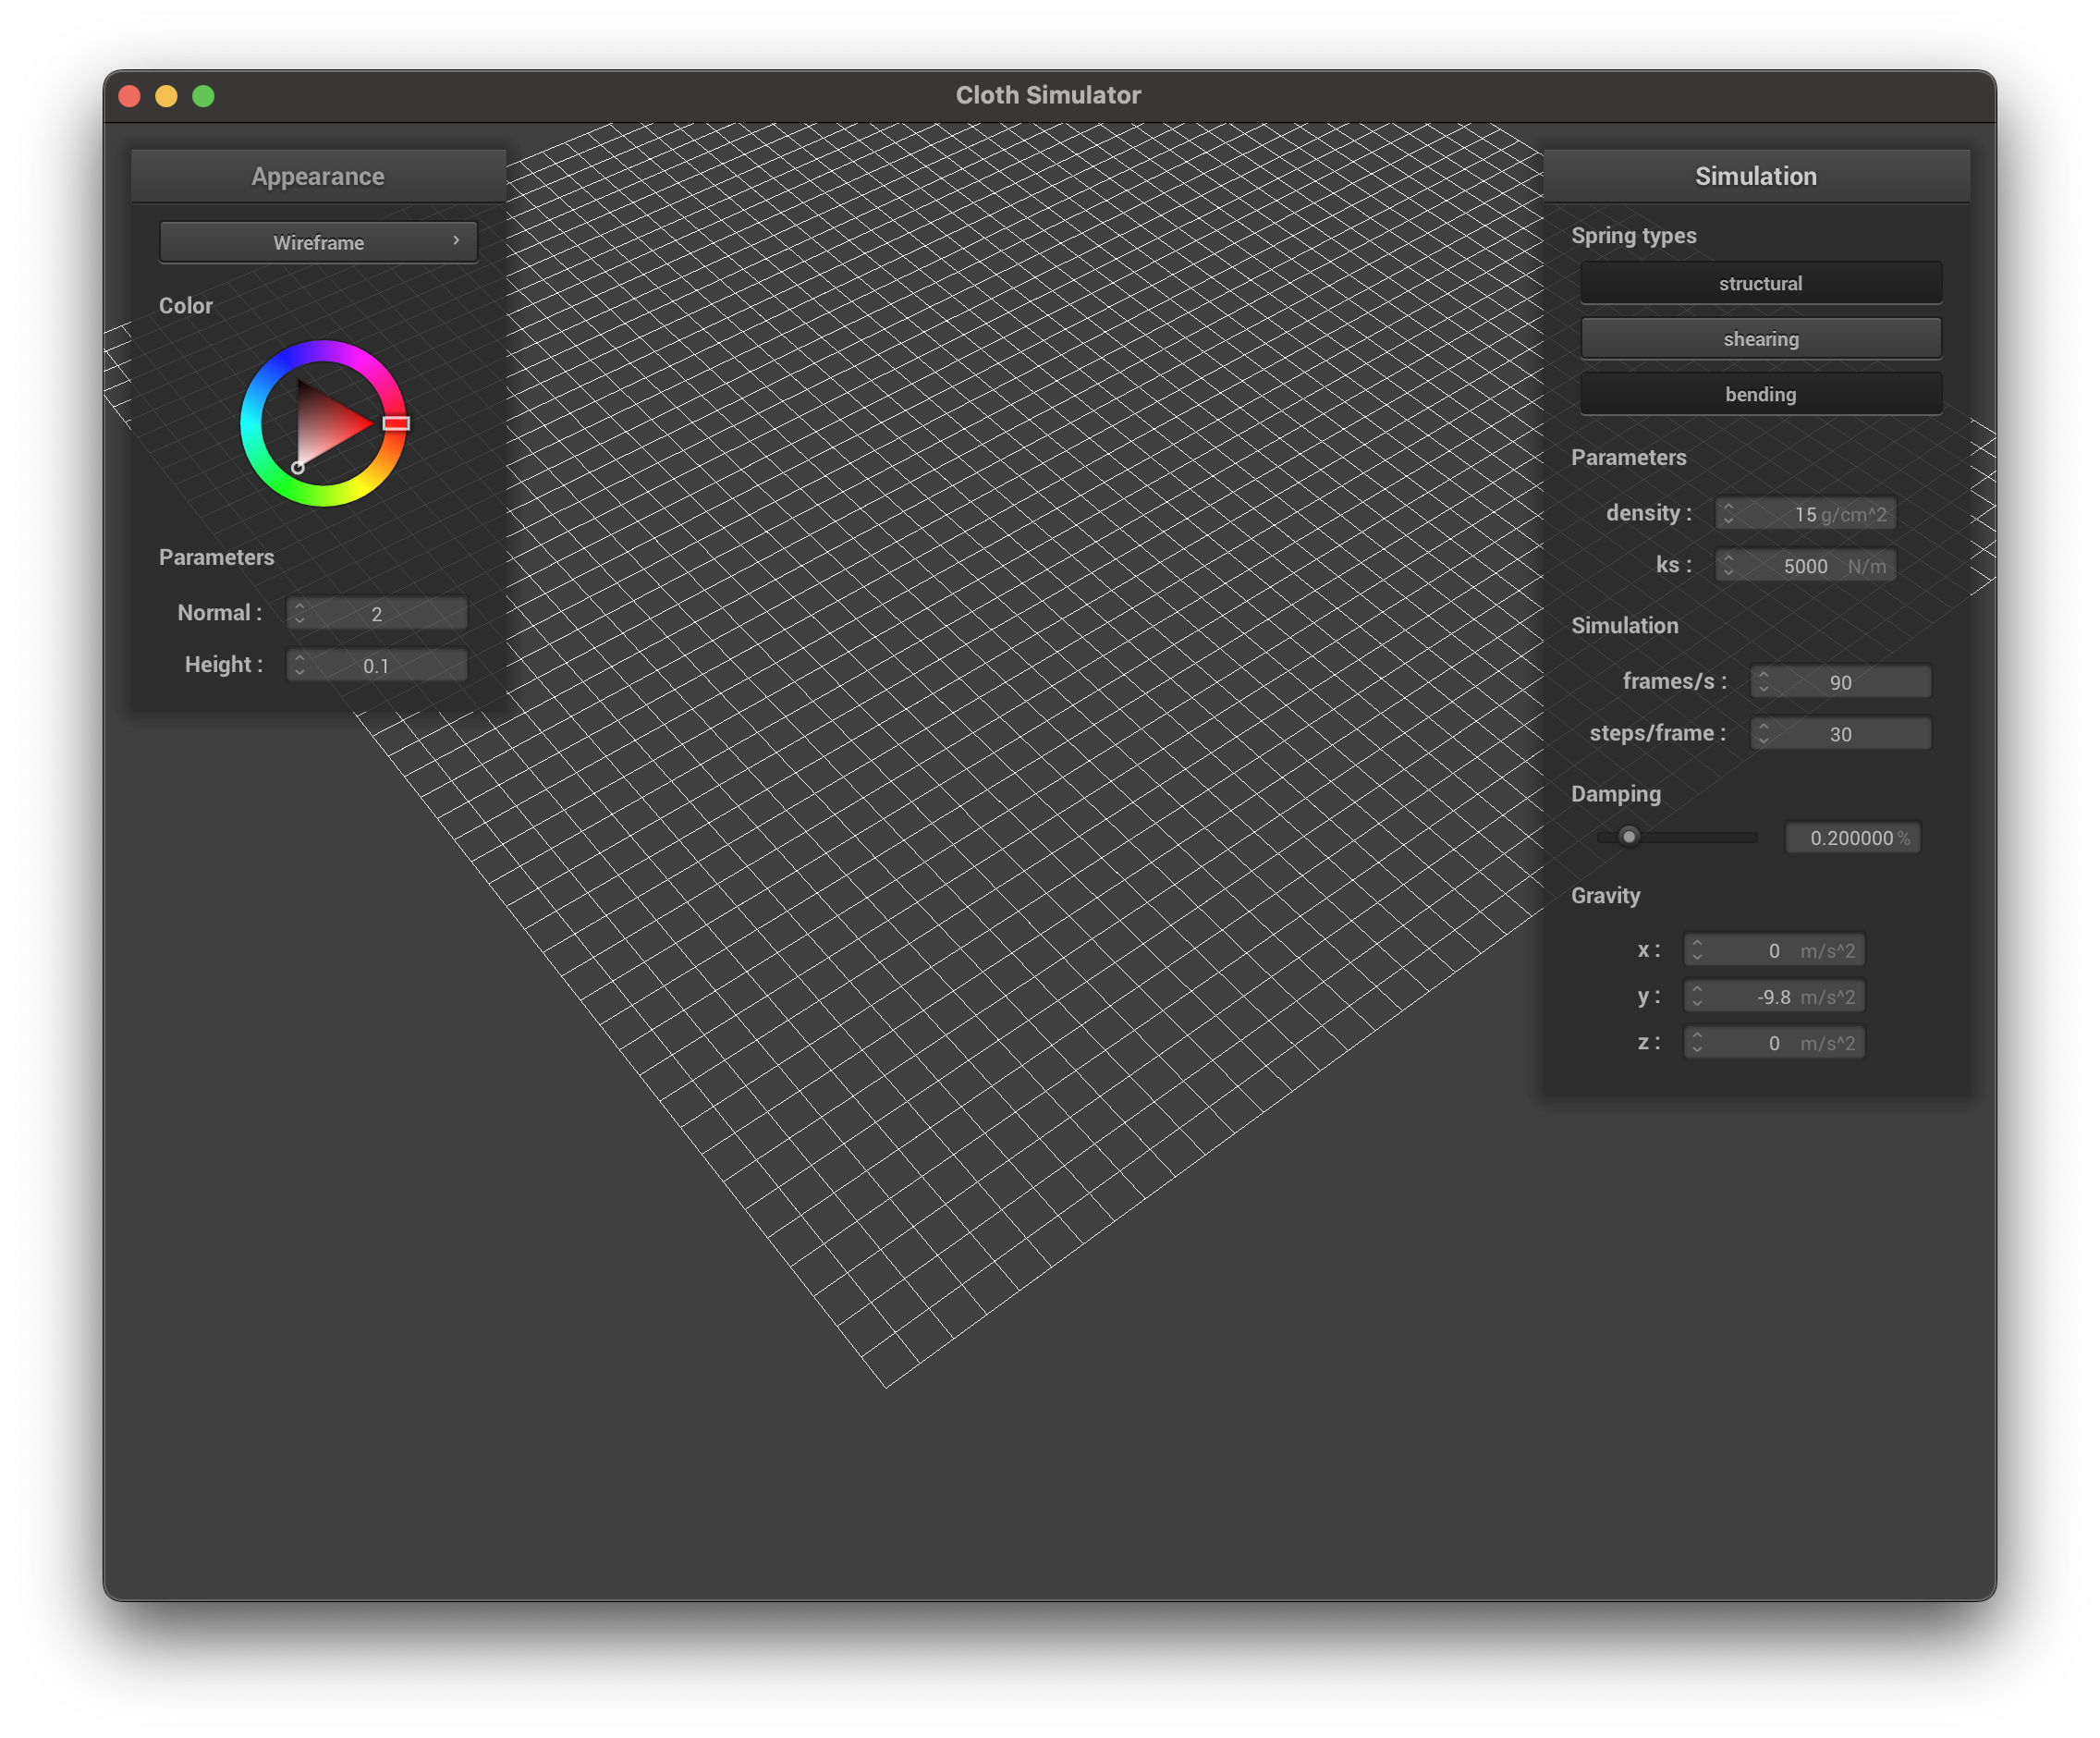 Cloth Simulator
Appearance
Wireframe
Color
Parameters
Normal : 2
Height : 0.1
Simulation
Spring types
structural
shearing
bending
Parameters
density : 15 g/cm^2
ks : 5000 N/m
Simulation
frames/s : 90
steps/frame : 30
Damping
0.200000 %
Gravity
x : 0 m/s^2
y : -9.8 m/s^2
z : 0 m/s^2